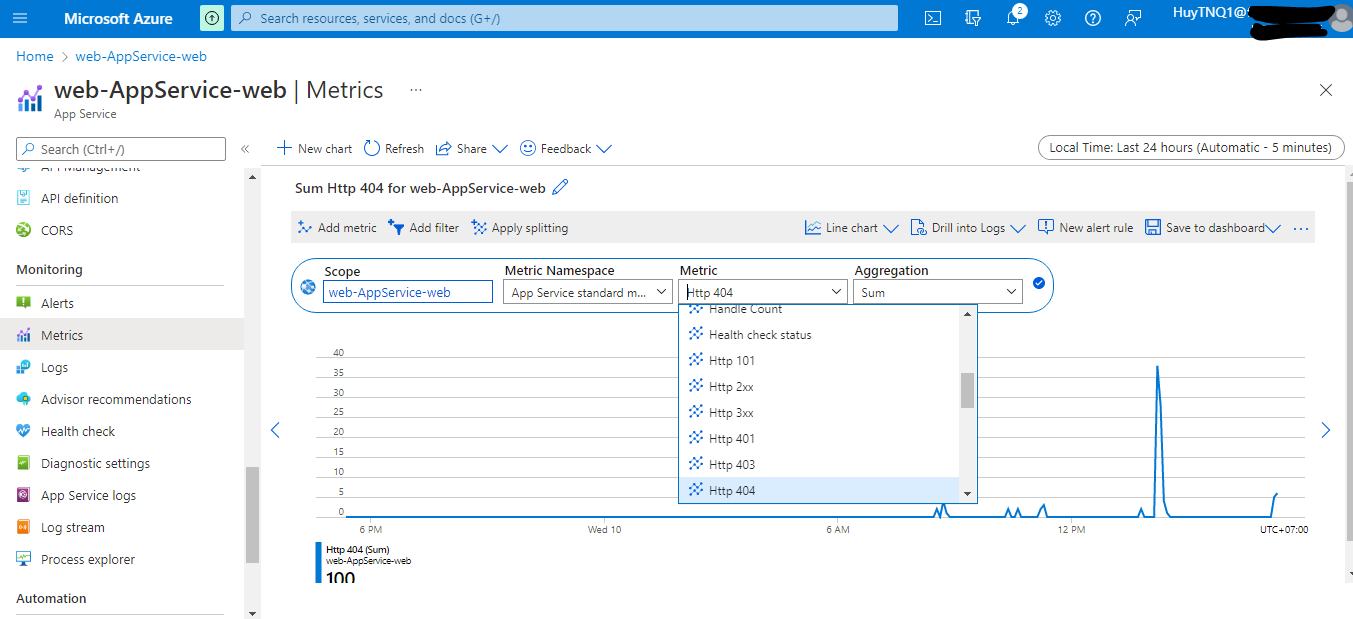 Microsoft Azure
Search resources, services, and docs (G+/)
2
HuyTNQ1@
Home > web-AppService-web
web-AppService-web | Metrics ...
App Service
Search (Ctrl+/)
«
New chart
Refresh
Share
Feedback
Local Time: Last 24 hours (Automatic - 5 minutes)
API Management
API definition
CORS
Monitoring
Alerts
Metrics
Logs
Advisor recommendations
Health check
Diagnostic settings
App Service logs
Log stream
Process explorer
Automation
Sum Http 404 for web-AppService-web
Add metric
Add filter
Apply splitting
Line chart
Drill into Logs
New alert rule
Save to dashboard
...
Scope
web-AppService-web
Metric Namespace
App Service standard m...
Metric
Http 404
Aggregation
Sum
Handle Count
Health check status
Http 101
Http 2xx
Http 3xx
Http 401
Http 403
Http 404
40
35
30
25
20
15
10
5
0
6 PM
Wed 10
6 AM
12 PM
UTC+07:00
Http 404 (Sum)
web-AppService-web
100